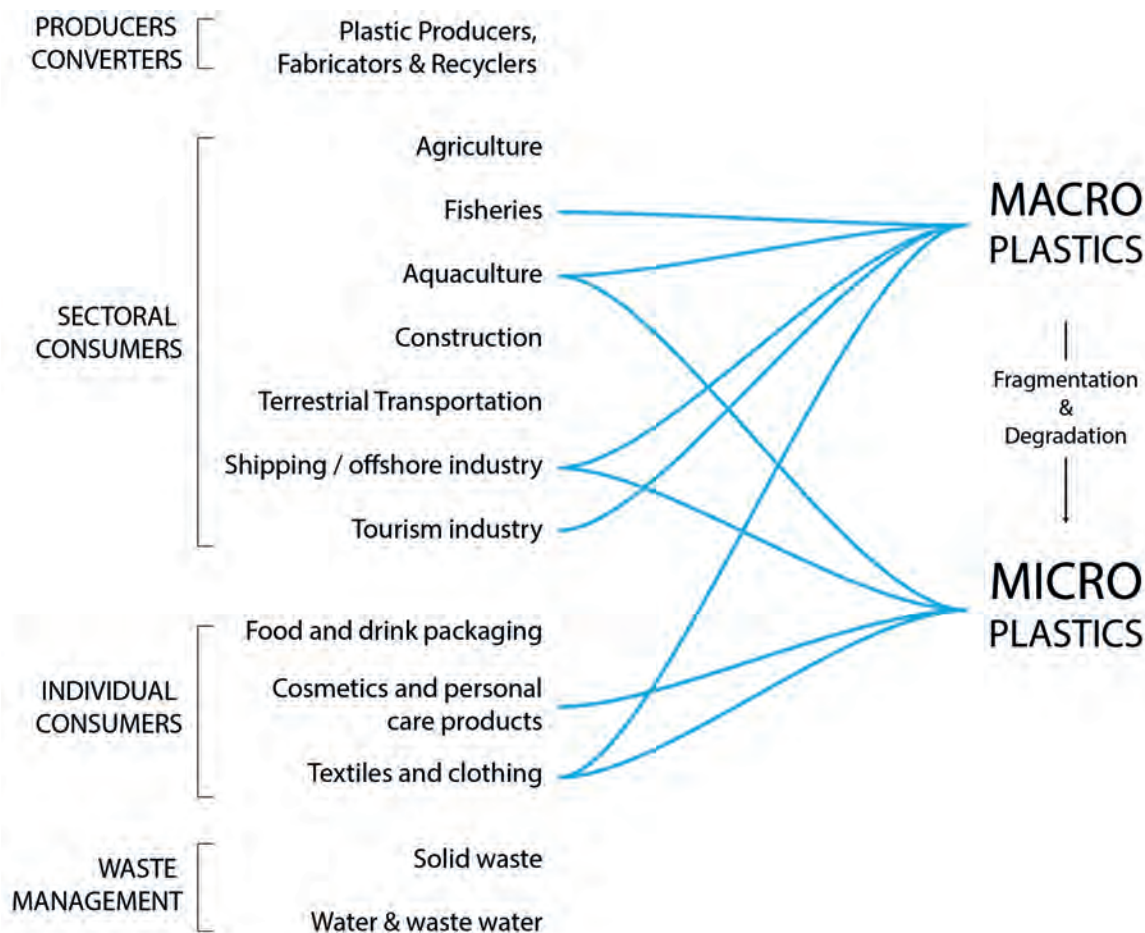 PRODUCERS
CONVERTERS
Plastic Producers,
Fabricators & Recyclers
SECTORAL
CONSUMERS
Agriculture
Fisheries
Aquaculture
Construction
Terrestrial Transportation
Shipping / offshore industry
Tourism industry
INDIVIDUAL
CONSUMERS
Food and drink packaging
Cosmetics and personal
care products
Textiles and clothing
WASTE
MANAGEMENT
Solid waste
Water & waste water
MACRO
PLASTICS
Fragmentation
&
Degradation
MICRO
PLASTICS